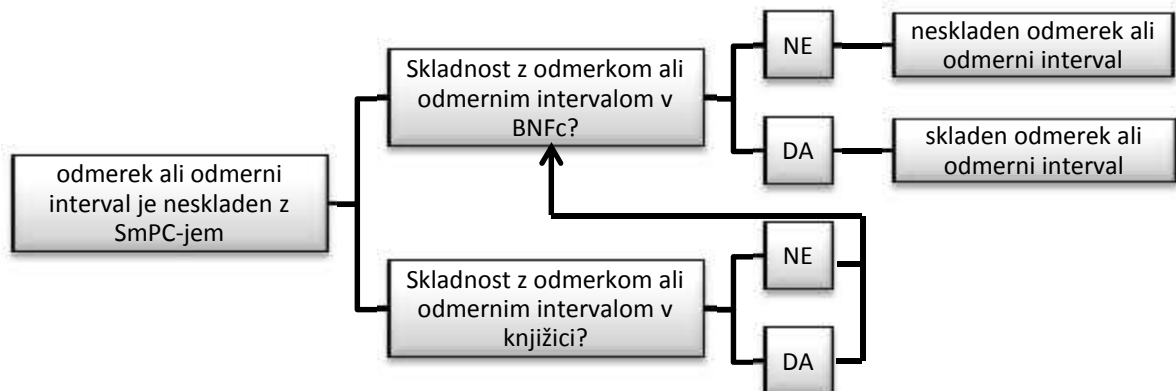 odmerek ali odmerni
interval je neskladen z
SmPC-jem
Skladnost z odmerkom ali
odmernim intervalom v
BNFc?
NE
neskladen odmerek ali
odmerni interval
DA
skladen odmerek ali
odmerni interval
Skladnost z odmerkom ali
odmernim intervalom v
knjižici?
NE
DA